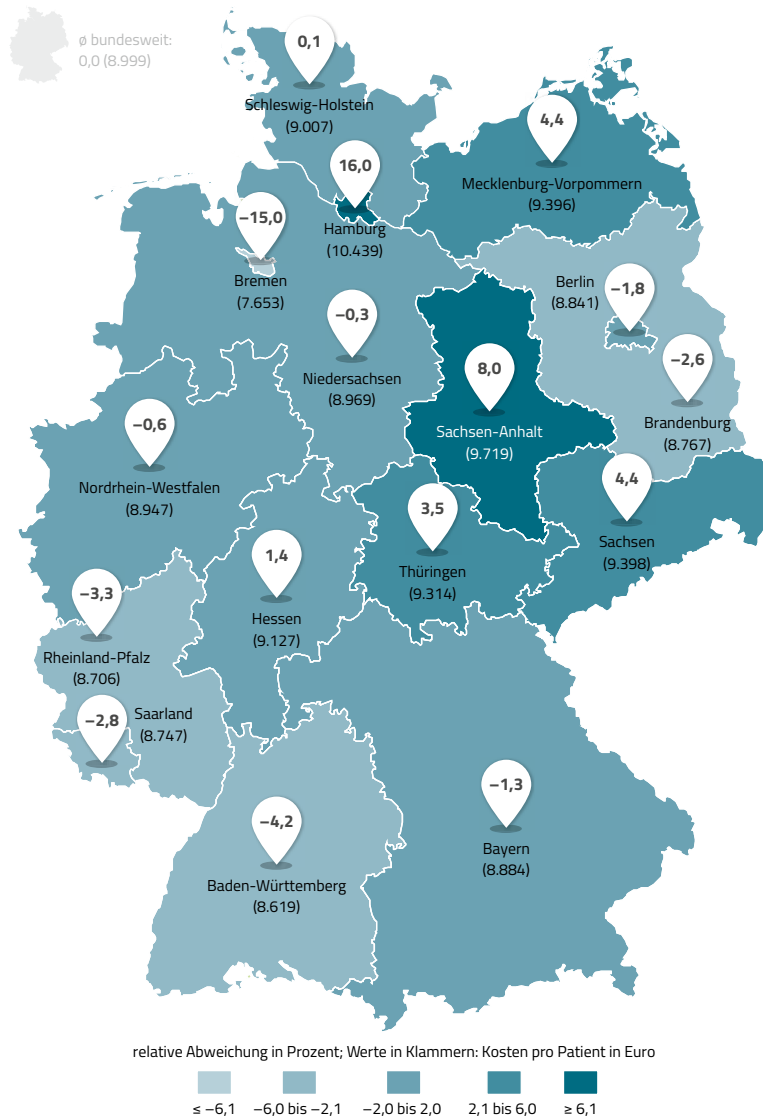 ø bundesweit:
0,0 (8.999)
0,1
Schleswig-Holstein
(9.007)
4,4
Mecklenburg-Vorpommern
(9.396)
16,0
Hamburg
(10.439)
−15,0
Bremen
(7.653)
Berlin
(8.841)
−1,8
−0,3
Niedersachsen
(8.969)
8,0
Sachsen-Anhalt
(9.719)
−2,6
Brandenburg
(8.767)
−0,6
Nordrhein-Westfalen
(8.947)
4,4
Sachsen
(9.398)
3,5
Thüringen
(9.314)
1,4
Hessen
(9.127)
−3,3
Rheinland-Pfalz
(8.706)
−2,8
Saarland
(8.747)
−1,3
Bayern
(8.884)
−4,2
Baden-Württemberg
(8.619)
relative Abweichung in Prozent; Werte in Klammern: Kosten pro Patient in Euro
≤ −6,1 −6,0 bis −2,1 −2,0 bis 2,0 2,1 bis 6,0 ≥ 6,1